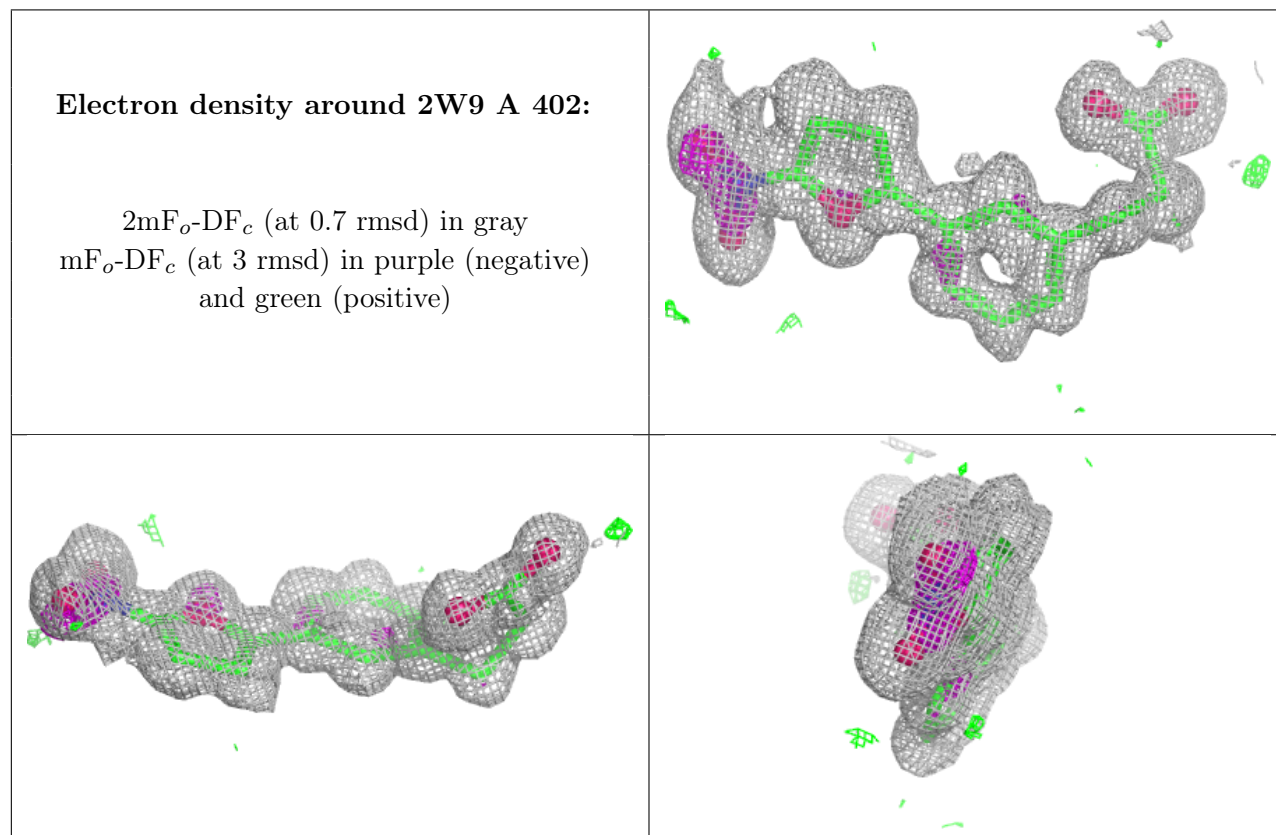 Electron density around 2W9 A 402:
2mFo-DFc (at 0.7 rmsd) in gray
mFo-DFc (at 3 rmsd) in purple (negative)
and green (positive)